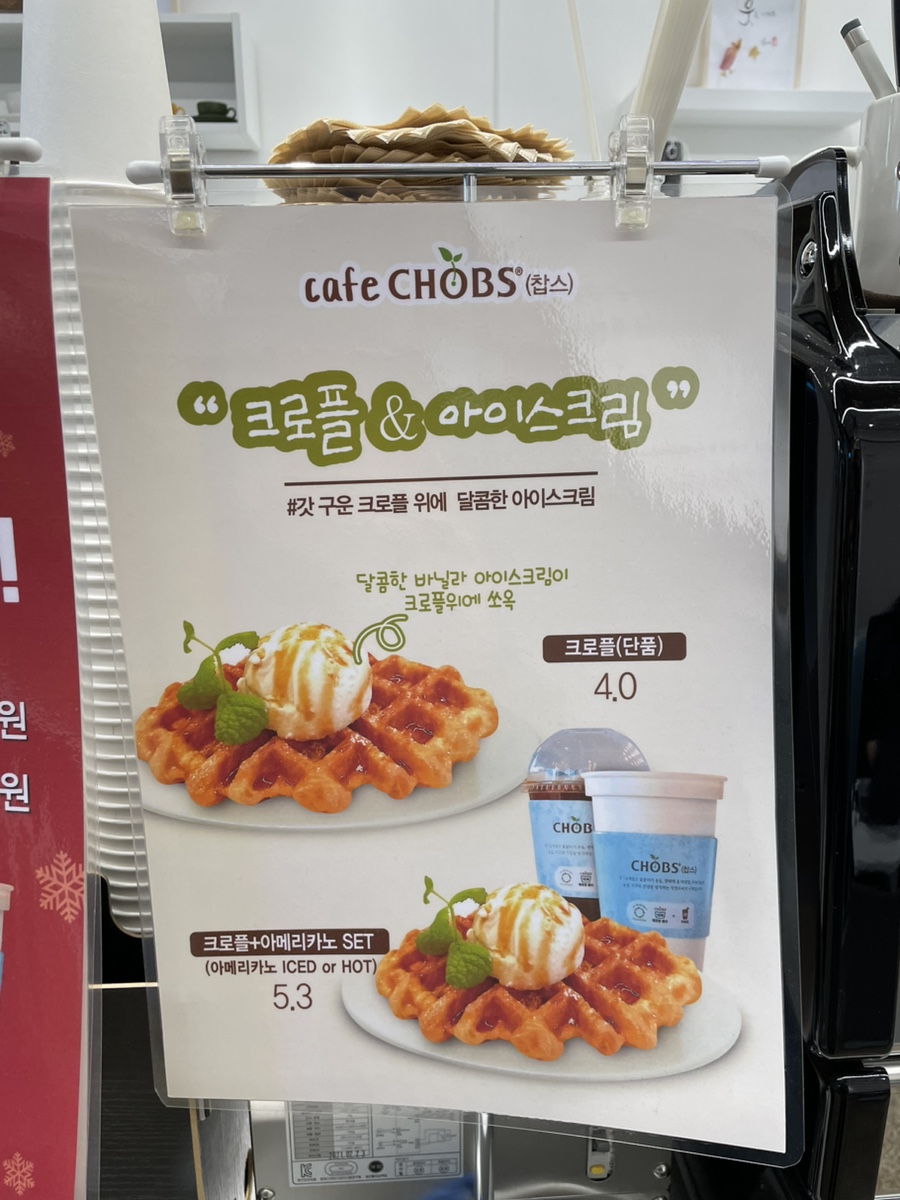 cafe CHOBS®(찹스)
“크로플 & 아이스크림”
#갓 구운 크로플 위에 달콤한 아이스크림
달콤한 바닐라 아이스크림이
크로플위에 쏘옥
크로플(단품)
4.0
CHOB
CHOBS(찹스)
크로플+아메리카노 SET
(아메리카노 ICED or HOT)
5.3
!
원
원